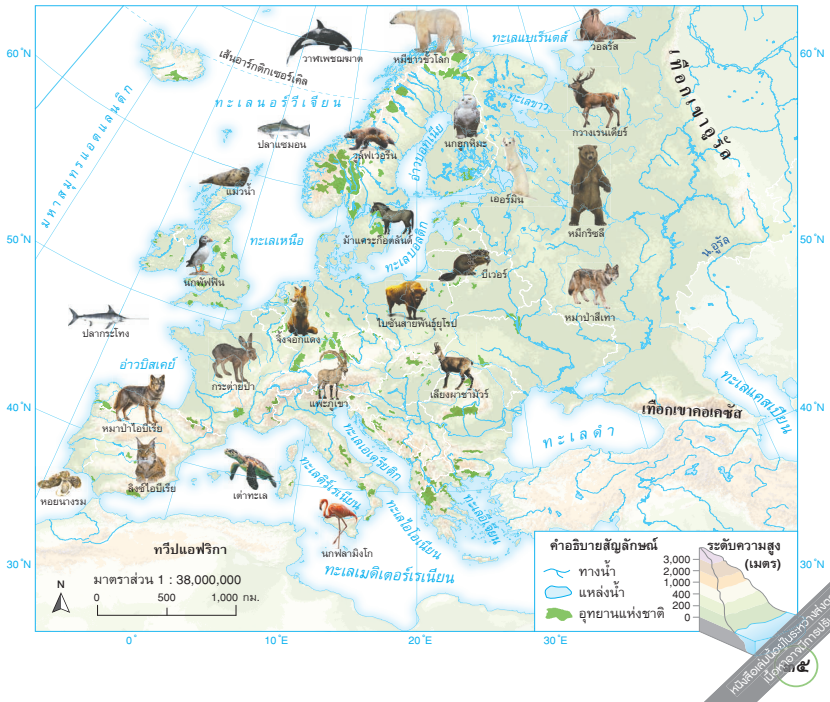 60°N
50°N
40°N
30°N
60°N
50°N
40°N
30°N
0°
10°E
20°E
30°E
เส้นอาร์กติกเซอร์เคิล
วาฬเพชฌฆาต
หมีขาวขั้วโลก
ทะเลแบเร็นตส์
วอลรัส
เทือกเขาอูรัล
ทะเลนอร์วีเจียน
ทะเลขาว
มหาสมุทรแอตแลนติก
ปลาแซมอน
วูลฟ์เวอรีน
อ่าวบอทเนีย
นกฮูกหิมะ
กวางเรนเดียร์
แมวน้ำ
เออร์มิน
หมีกริซลี
ทะเลเหนือ
ม้าแคระก็อตลันด์
ทะเลบอลติก
น.อูรัล
นกพัฟฟิน
บีเวอร์
หมาป่าสีเทา
ปลากระโทง
จิ้งจอกแดง
ไบซันสายพันธุ์ยุโรป
อ่าวบิสเคย์
กระต่ายป่า
แพะภูเขา
เลียงผาชามัวร์
ทะเลแคสเปียน
เทือกเขาคอเคซัส
หมาป่าไอบีเรีย
ทะเลดำ
ทะเลเอเดรียติก
หอยนางรม
ลิงซ์ไอบีเรีย
เต่าทะเล
ทะเลติร์เรเนียน
ทะเลไอโอเนียน
ทะเลอีเจียน
นกฟลามิงโก
ทวีปแอฟริกา
ทะเลเมดิเตอร์เรเนียน
N
มาตราส่วน 1 : 38,000,000
0 500 1,000 กม.
คำอธิบายสัญลักษณ์
ทางน้ำ
แหล่งน้ำ
อุทยานแห่งชาติ
ระดับความสูง
(เมตร)
3,000
2,000
1,000
400
200
0